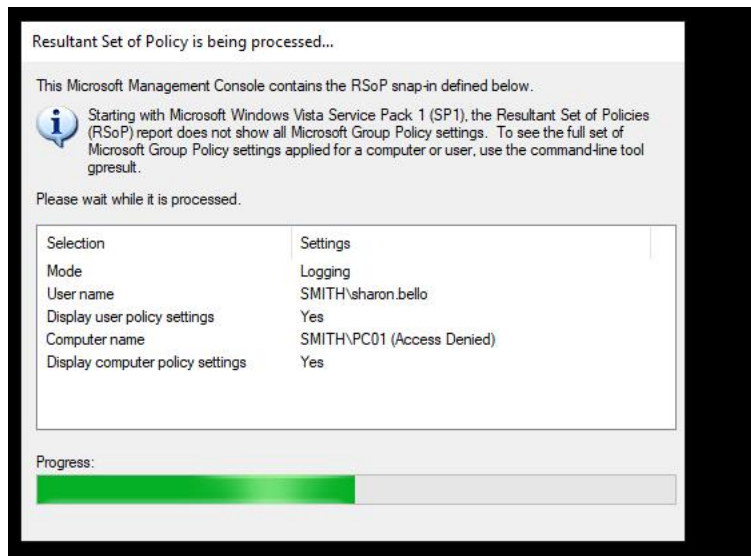 Resultant Set of Policy is being processed...
This Microsoft Management Console contains the RSoP snap-in defined below.
Starting with Microsoft Windows Vista Service Pack 1 (SP1), the Resultant Set of Policies
(RSoP) report does not show all Microsoft Group Policy settings. To see the full set of
Microsoft Group Policy settings applied for a computer or user, use the command-line tool
gpresult.
Please wait while it is processed.
Selection Settings
Mode Logging
User name SMITH\sharon.bello
Display user policy settings Yes
Computer name SMITH\PC01 (Access Denied)
Display computer policy settings Yes
Progress: